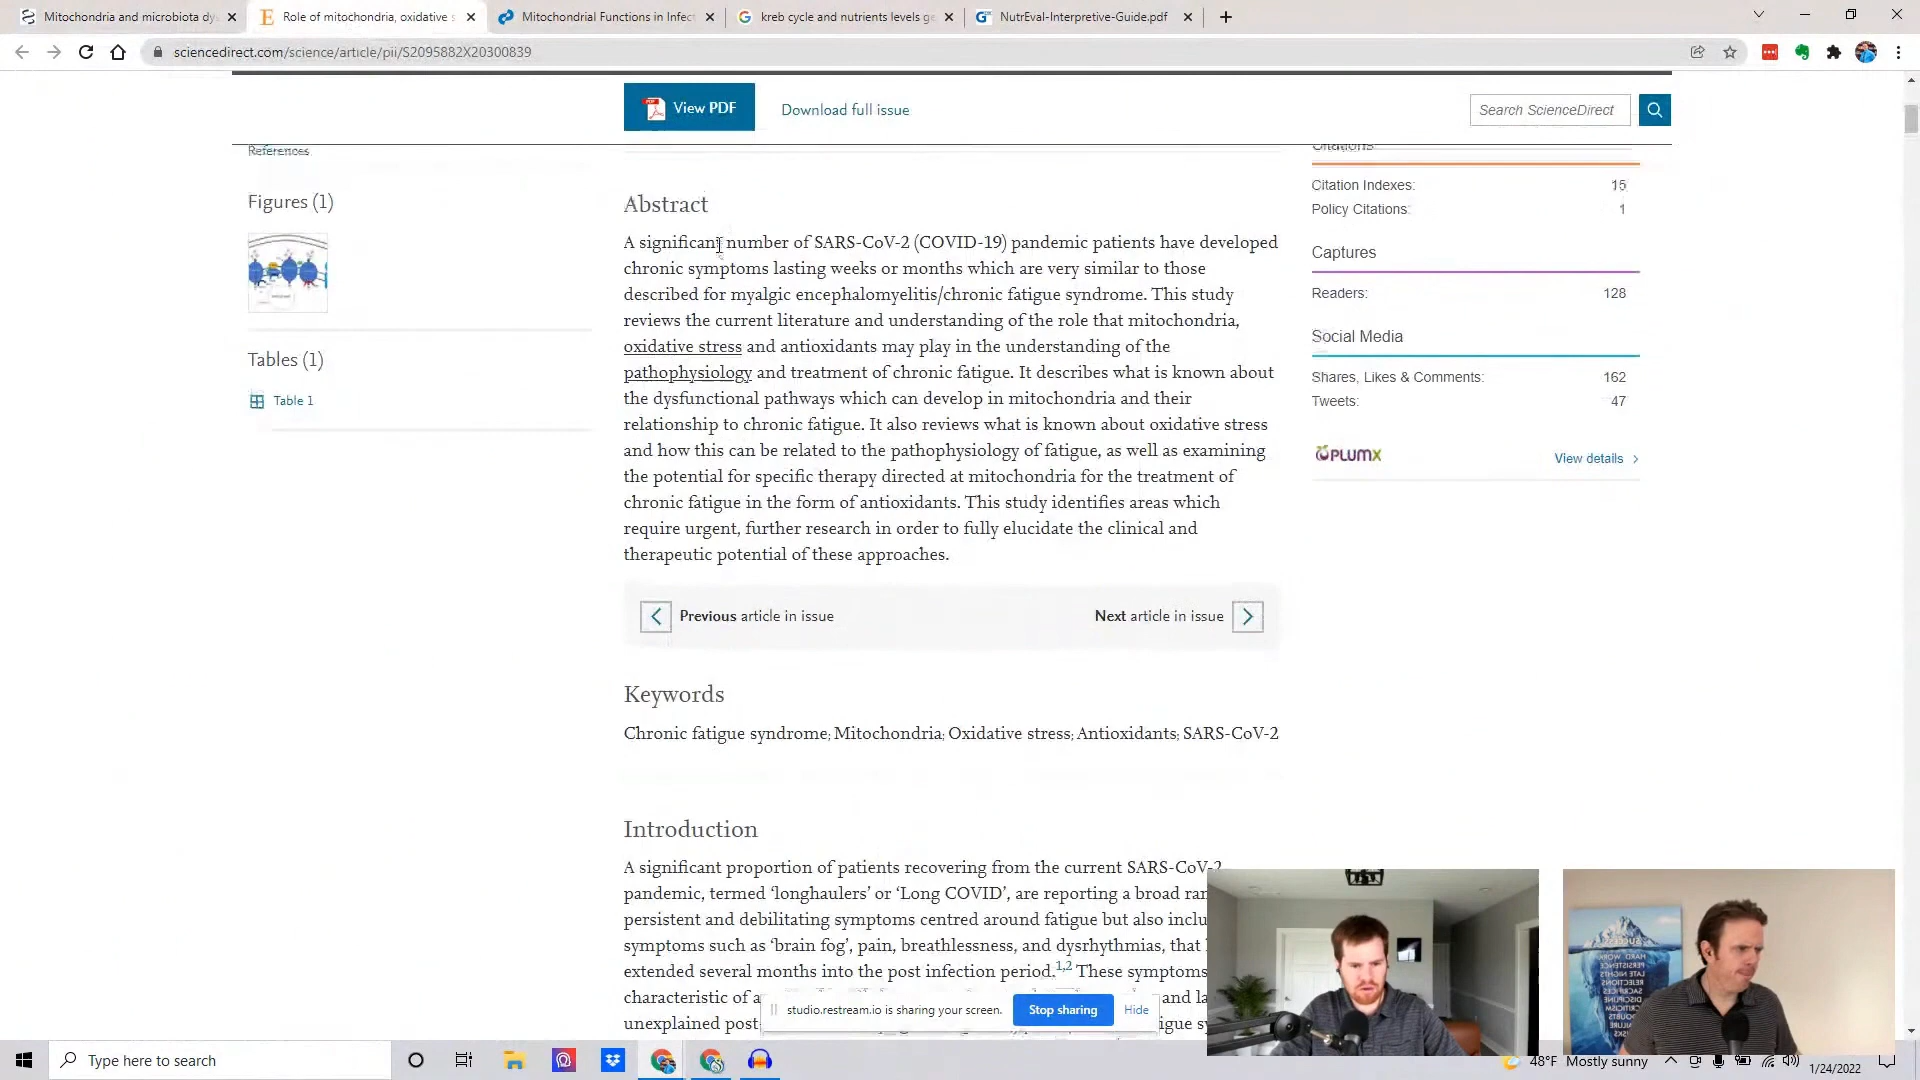 Mitochondria and microbiota dy
Role of mitochondria, oxidative s
Mitochondrial Functions in Infect
kreb cycle and nutrients levels ge
NutrEval-Interpretive-Guide.pdf
sciencedirect.com/science/article/pii/S2095882X20300839
View PDF
Download full issue
Search ScienceDirect
References
Figures (1)
Tables (1)
Table 1
Abstract
A significant number of SARS-CoV-2 (COVID-19) pandemic patients have developed
chronic symptoms lasting weeks or months which are very similar to those
described for myalgic encephalomyelitis/chronic fatigue syndrome. This study
reviews the current literature and understanding of the role that mitochondria,
oxidative stress and antioxidants may play in the understanding of the
pathophysiology and treatment of chronic fatigue. It describes what is known about
the dysfunctional pathways which can develop in mitochondria and their
relationship to chronic fatigue. It also reviews what is known about oxidative stress
and how this can be related to the pathophysiology of fatigue, as well as examining
the potential for specific therapy directed at mitochondria for the treatment of
chronic fatigue in the form of antioxidants. This study identifies areas which
require urgent, further research in order to fully elucidate the clinical and
therapeutic potential of these approaches.
Previous article in issue
Next article in issue
Keywords
Chronic fatigue syndrome; Mitochondria; Oxidative stress; Antioxidants; SARS-CoV-2
Introduction
A significant proportion of patients recovering from the current SARS-CoV-2
pandemic, termed ‘longhaulers’ or ‘Long COVID’, are reporting a broad ran
persistent and debilitating symptoms centred around fatigue but also inclu
symptoms such as ‘brain fog’, pain, breathlessness, and dysrhythmias, that
extended several months into the post infection period.1,2 These symptoms
characteristic of a and la
unexplained post igue sy
Citations
Citation Indexes: 15
Policy Citations: 1
Captures
Readers: 128
Social Media
Shares, Likes & Comments: 162
Tweets: 47
PLUMX
View details
studio.restream.io is sharing your screen.
Stop sharing
Hide
SUCCESS
HARD WORK
PERSISTENCE
LATE NIGHTS
REJECTIONS
SACRIFICES
DISCIPLINE
CRITICISM
DOUBTS
FAILURE
RISKS
Type here to search
48°F Mostly sunny
1/24/2022